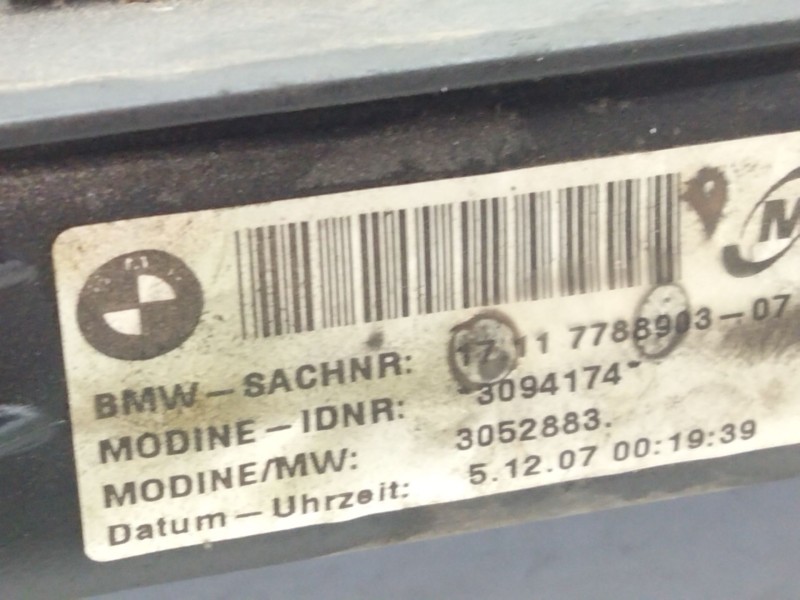 BMW-SACHNR: 17 11 7788903-07
MODINE-IDNR: -3094174-
MODINE/MW: 3052883.
Datum-Uhrzeit: 5.12.07 00:19:39